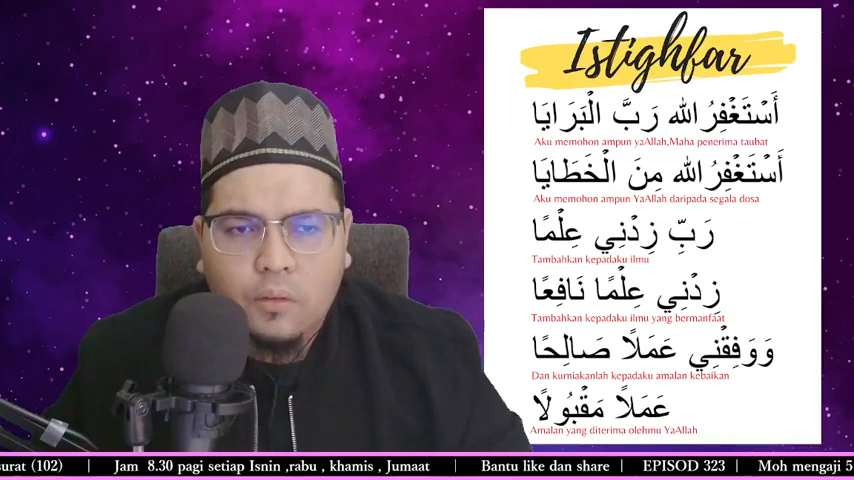 Istighfar
أَسْتَغْفِرُ الله رَبَّ الْبَرَايَا
Aku memohon ampun yaAllah,Maha penerima taubat
أَسْتَغْفِرُ الله مِنَ الْخَطَايَا
Aku memohon ampun YaAllah daripada segala dosa
رَبِّ زِدْنِي عِلْمًا
Tambahkan kepadaku ilmu
زِدْنِي عِلْمًا نَافِعًا
Tambahkan kepadaku ilmu yang bermanfaat
وَوَفِقْنِي عَمَلاً صَالِحًا
Dan kurniakanlah kepadaku amalan kebaikan
عَمَلاً مَقْبُولًا
Amalan yang diterima olehmu YaAllah
surat (102) | Jam 8.30 pagi setiap Isnin ,rabu , khamis , Jumaat | Bantu like dan share | EPISOD 323 | Moh mengaji 5